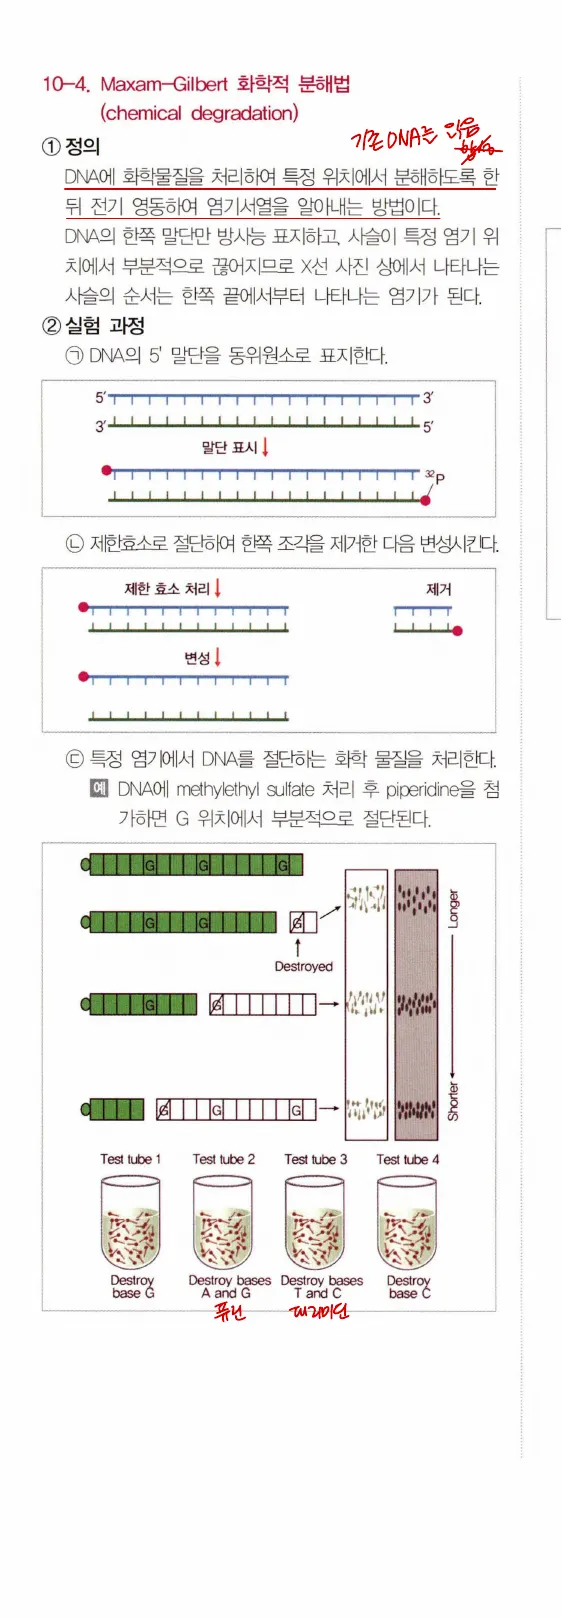 10-4. Maxam-Gilbert 화학적 분해법
(chemical degradation)
기존 DNA를 읽음
① 정의
DNA에 화학물질을 처리하여 특정 위치에서 분해하도록 한
뒤 전기 영동하여 염기서열을 알아내는 방법이다.
DNA의 한쪽 말단만 방사능 표지하고, 사슬이 특정 염기 위
치에서 부분적으로 끊어지므로 X선 사진 상에서 나타나는
사슬의 순서는 한쪽 끝에서부터 나타나는 염기가 된다.
② 실험 과정
㉠ DNA의 5' 말단을 동위원소로 표지한다.
5' 3'
3' 5'
말단 표시
32P
㉡ 제한효소로 절단하여 한쪽 조각을 제거한 다음 변성시킨다.
제한 효소 처리 제거
변성
㉢ 특정 염기에서 DNA를 절단하는 화학 물질을 처리한다.
예 DNA에 methylethyl sulfate 처리 후 piperidine을 첨
가하면 G 위치에서 부분적으로 절단된다.
G G G
G G G
Destroyed
Longer
G G
G G G
Shorter
Test tube 1 Test tube 2 Test tube 3 Test tube 4
Destroy Destroy bases Destroy bases Destroy
base G A and G T and C base C
퓨린 피리미딘